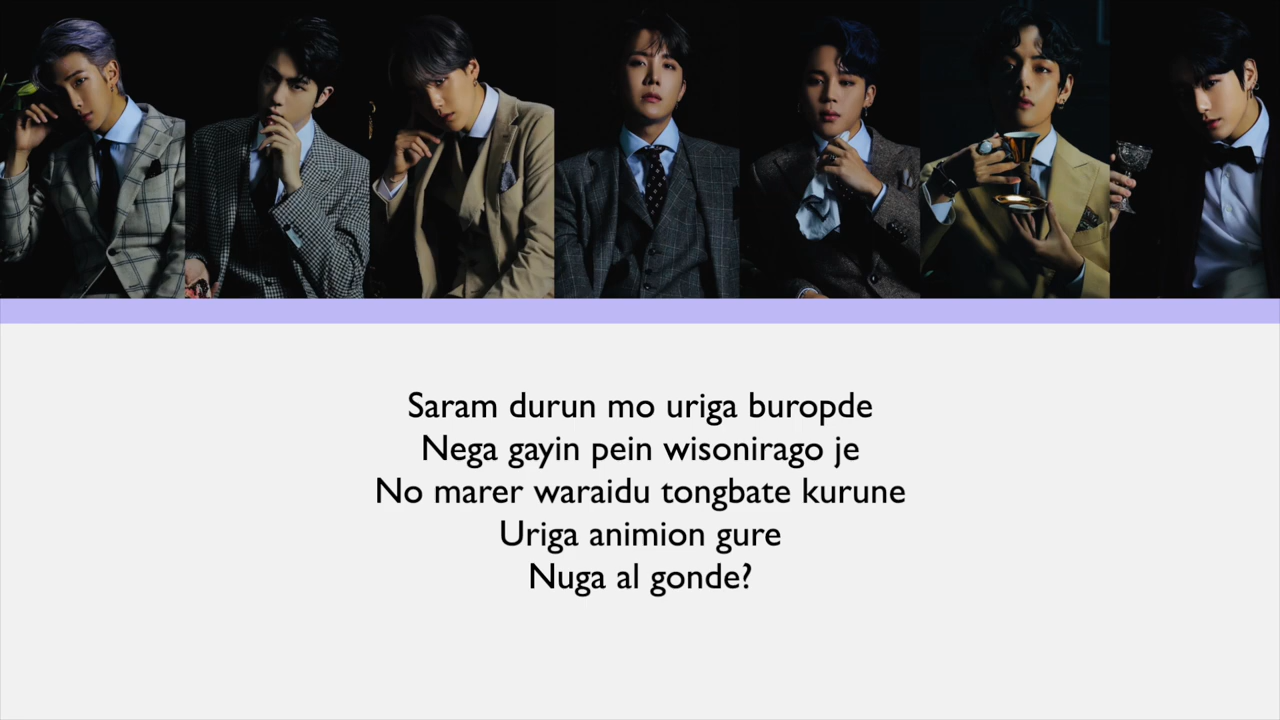 Saram durun mo uriga buropde
Nega gayin pein wisonirago je
No marer waraidu tongbate kurune
Uriga animion gure
Nuga al gonde?